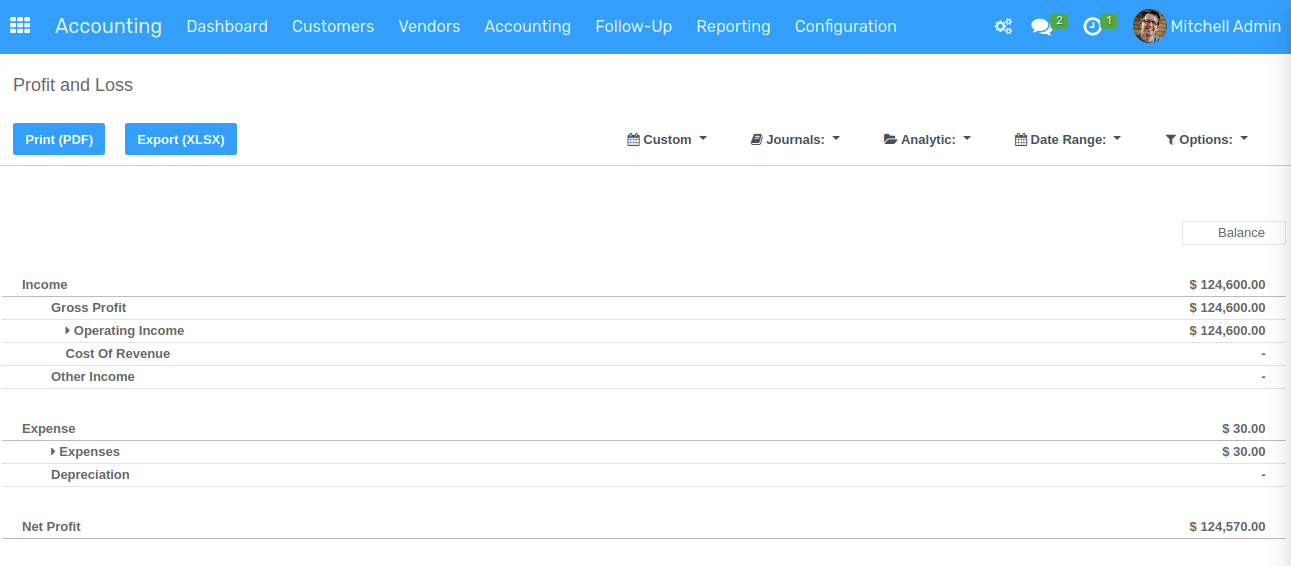 Accounting Dashboard Customers Vendors Accounting Follow-Up Reporting Configuration 2 1 Mitchell Admin
Profit and Loss
Print (PDF) Export (XLSX) Custom Journals: Analytic: Date Range: Options:
Balance
Income $ 124,600.00
Gross Profit $ 124,600.00
Operating Income $ 124,600.00
Cost Of Revenue -
Other Income -
Expense $ 30.00
Expenses $ 30.00
Depreciation -
Net Profit $ 124,570.00